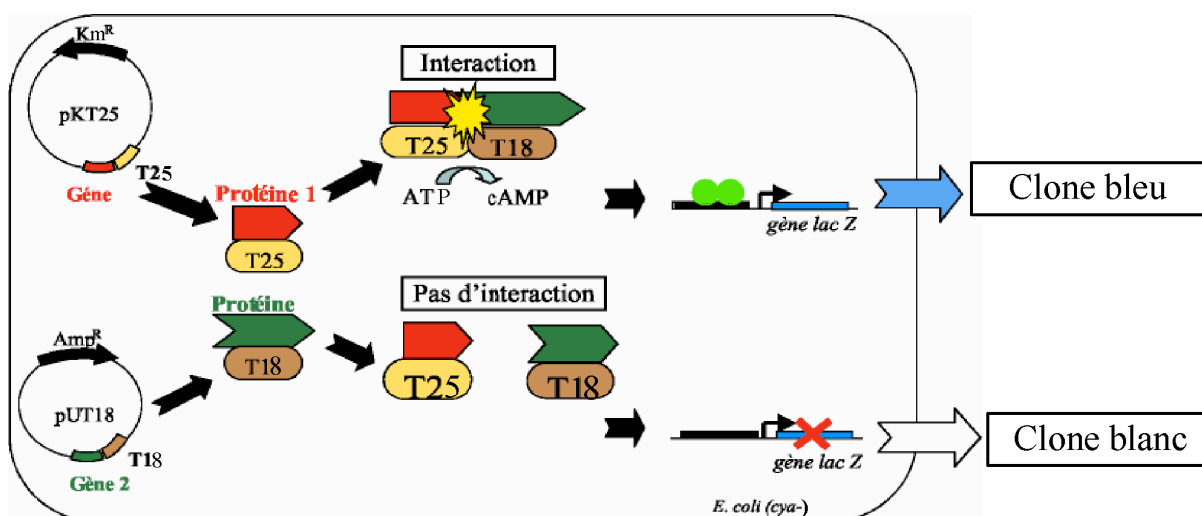 Km^R
pKT25
T25
Géne
Protéine 1
T25
Interaction
T25 T18
ATP cAMP
gène lac Z
Clone bleu
Amp^R
pUT18
T18
Gène 2
Protéine
T18
Pas d'interaction
T25 T18
gène lac Z
Clone blanc
E. coli (cya-)